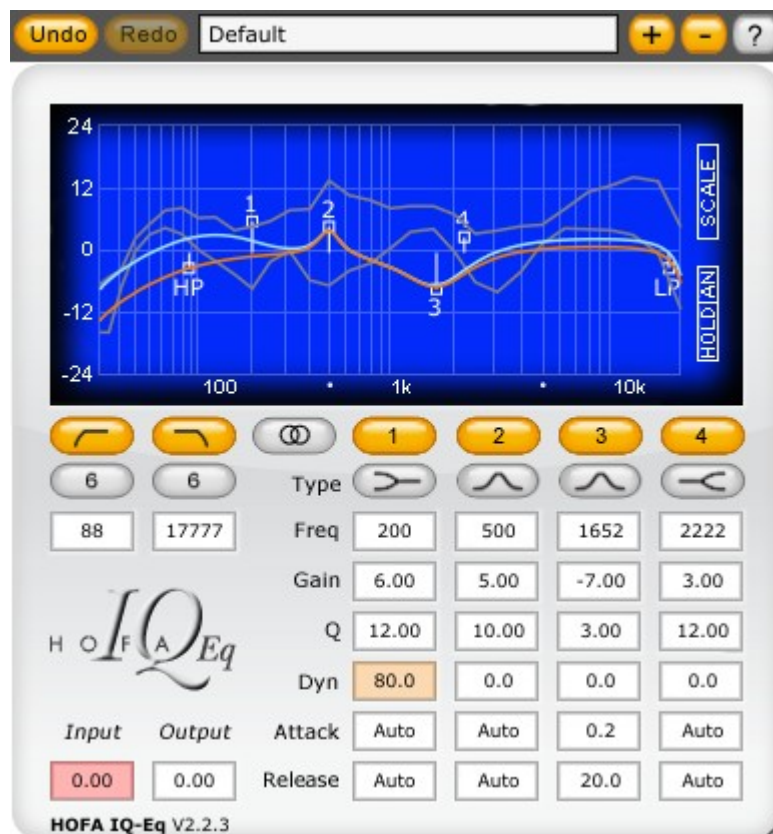 Undo Redo Default + - ?
24
12
0
-12
-24
1 2 4
HP 3 LP
SCALE
HOLD AN
100 1k 10k
1 2 3 4
6 6 Type
88 17777 Freq 200 500 1652 2222
Gain 6.00 5.00 -7.00 3.00
HOFA IQ Eq Q 12.00 10.00 3.00 12.00
Dyn 80.0 0.0 0.0 0.0
Input Output Attack Auto Auto 0.2 Auto
0.00 0.00 Release Auto Auto 20.0 Auto
HOFA IQ-Eq V2.2.3